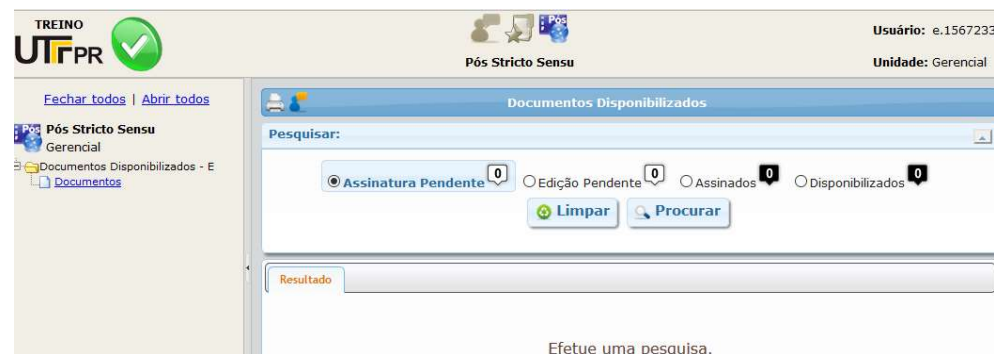 TREINO
UTFPR
Pós
Pós Stricto Sensu
Usuário: e.1567233
Unidade: Gerencial
Fechar todos | Abrir todos
Pós Pós Stricto Sensu
Gerencial
Documentos Disponibilizados - E
Documentos
Documentos Disponibilizados
Pesquisar:
Assinatura Pendente 0 Edição Pendente 0 Assinados 0 Disponibilizados 0
Limpar Procurar
Resultado
Efetue uma pesquisa.